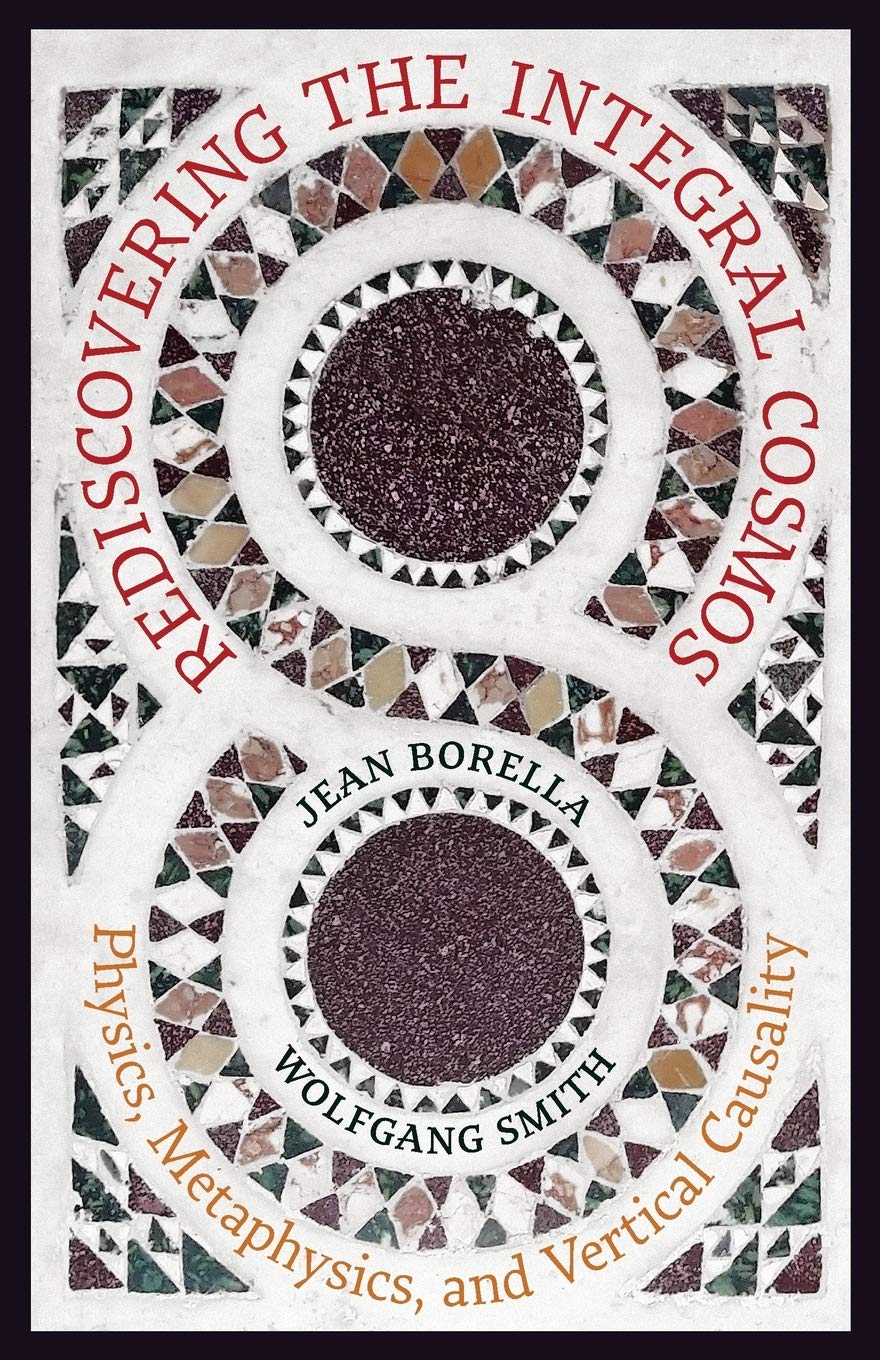 REDISCOVERING THE INTEGRAL COSMOS
JEAN BORELLA
WOLFGANG SMITH
Physics, Metaphysics, and Vertical Causality